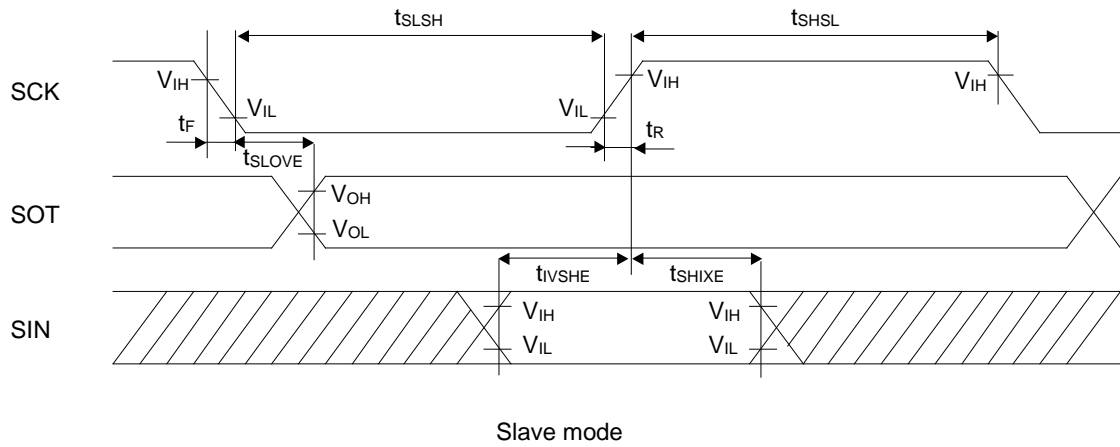 tSLSH
tSHSL
SCK
VIH
VIL
VIL
VIH
VIH
tF
tSLOVE
tR
SOT
VOH
VOL
tIVSHE
tSHIXE
SIN
VIH
VIL
VIH
VIL
Slave mode